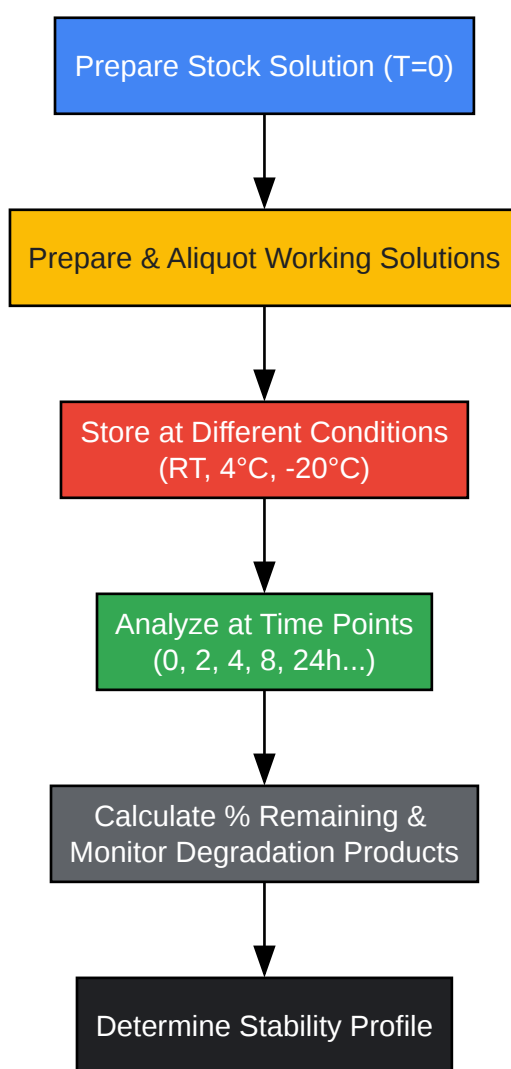 Prepare Stock Solution (T=0)
Prepare & Aliquot Working Solutions
Store at Different Conditions
(RT, 4°C, -20°C)
Analyze at Time Points
(0, 2, 4, 8, 24h...)
Calculate % Remaining &
Monitor Degradation Products
Determine Stability Profile